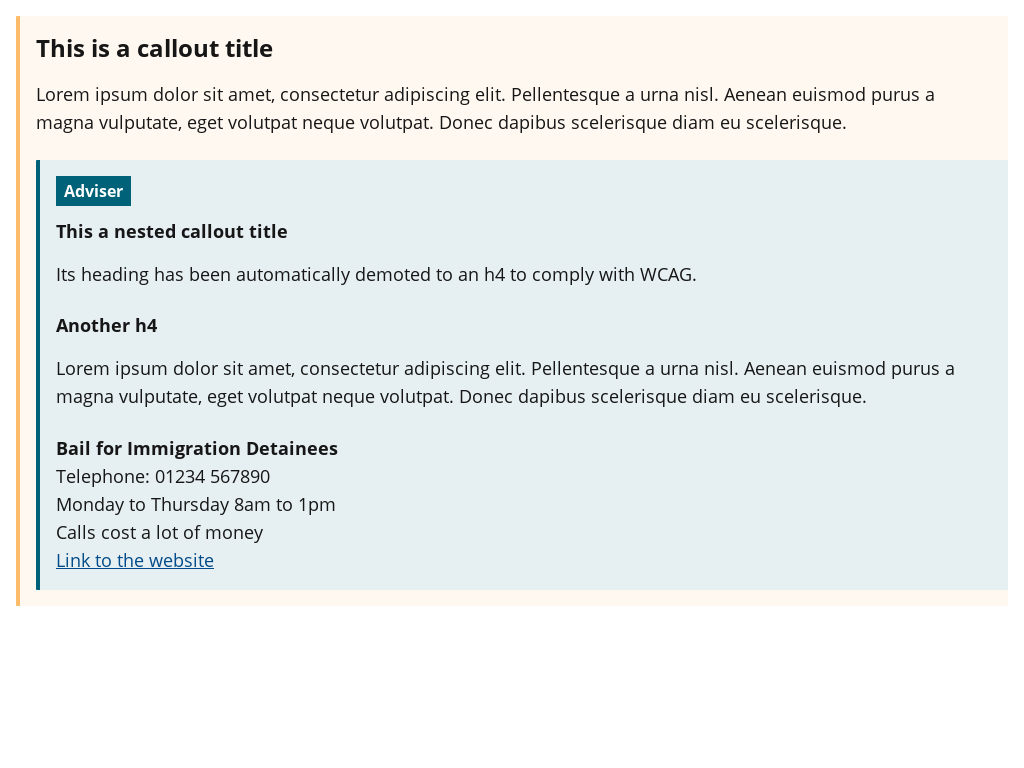 This is a callout title
Lorem ipsum dolor sit amet, consectetur adipiscing elit. Pellentesque a urna nisl. Aenean euismod purus a
magna vulputate, eget volutpat neque volutpat. Donec dapibus scelerisque diam eu scelerisque.
Adviser
This a nested callout title
Its heading has been automatically demoted to an h4 to comply with WCAG.
Another h4
Lorem ipsum dolor sit amet, consectetur adipiscing elit. Pellentesque a urna nisl. Aenean euismod purus a
magna vulputate, eget volutpat neque volutpat. Donec dapibus scelerisque diam eu scelerisque.
Bail for Immigration Detainees
Telephone: 01234 567890
Monday to Thursday 8am to 1pm
Calls cost a lot of money
Link to the website